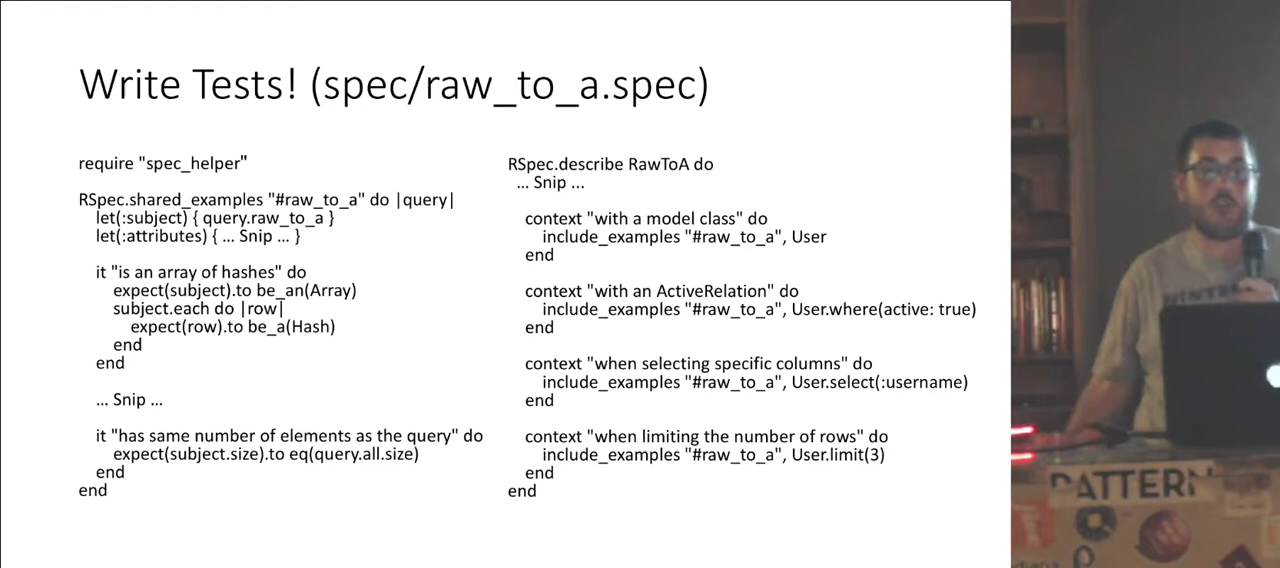 Write Tests! (spec/raw_to_a.spec)
require "spec_helper"
RSpec.shared_examples "#raw_to_a" do |query|
let(:subject) { query.raw_to_a }
let(:attributes) { ... Snip ... }
it "is an array of hashes" do
expect(subject).to be_an(Array)
subject.each do |row|
expect(row).to be_a(Hash)
end
end
... Snip ...
it "has same number of elements as the query" do
expect(subject.size).to eq(query.all.size)
end
end
RSpec.describe RawToA do
... Snip ...
context "with a model class" do
include_examples "#raw_to_a", User
end
context "with an ActiveRelation" do
include_examples "#raw_to_a", User.where(active: true)
end
context "when selecting specific columns" do
include_examples "#raw_to_a", User.select(:username)
end
context "when limiting the number of rows" do
include_examples "#raw_to_a", User.limit(3)
end
end
PATTERN